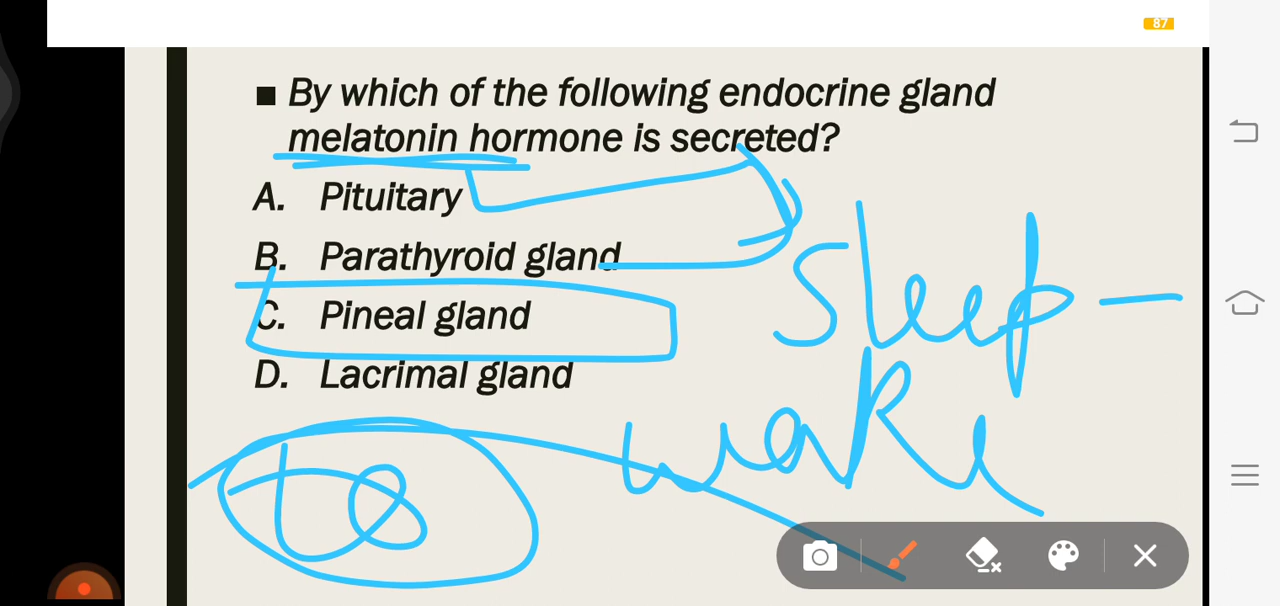 87
■ By which of the following endocrine gland
melatonin hormone is secreted?
A. Pituitary
B. Parathyroid gland
C. Pineal gland
D. Lacrimal gland
Sleep -
wake